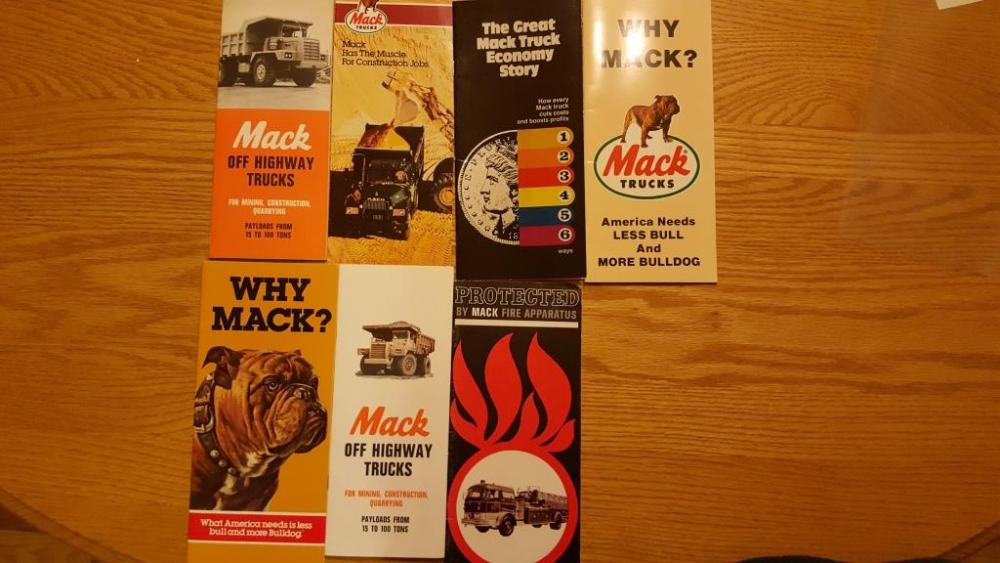 Mack
OFF HIGHWAY
TRUCKS
FOR MINING, CONSTRUCTION,
QUARRYING
PAYLOADS FROM
15 TO 100 TONS
Mack
TRUCKS
Mack
Has The Muscle
For Construction Jobs.
The Great
Mack Truck
Economy
Story
How every
Mack truck
cuts costs
and boosts profits
1
2
3
4
5
6
ways
WHY
MACK?
Mack
TRUCKS
America Needs
LESS BULL
And
MORE BULLDOG
WHY
MACK?
What America needs is less
bull and more Bulldog.
Mack
OFF HIGHWAY
TRUCKS
FOR MINING, CONSTRUCTION,
QUARRYING
PAYLOADS FROM
15 TO 100 TONS
PROTECTED
BY MACK FIRE APPARATUS